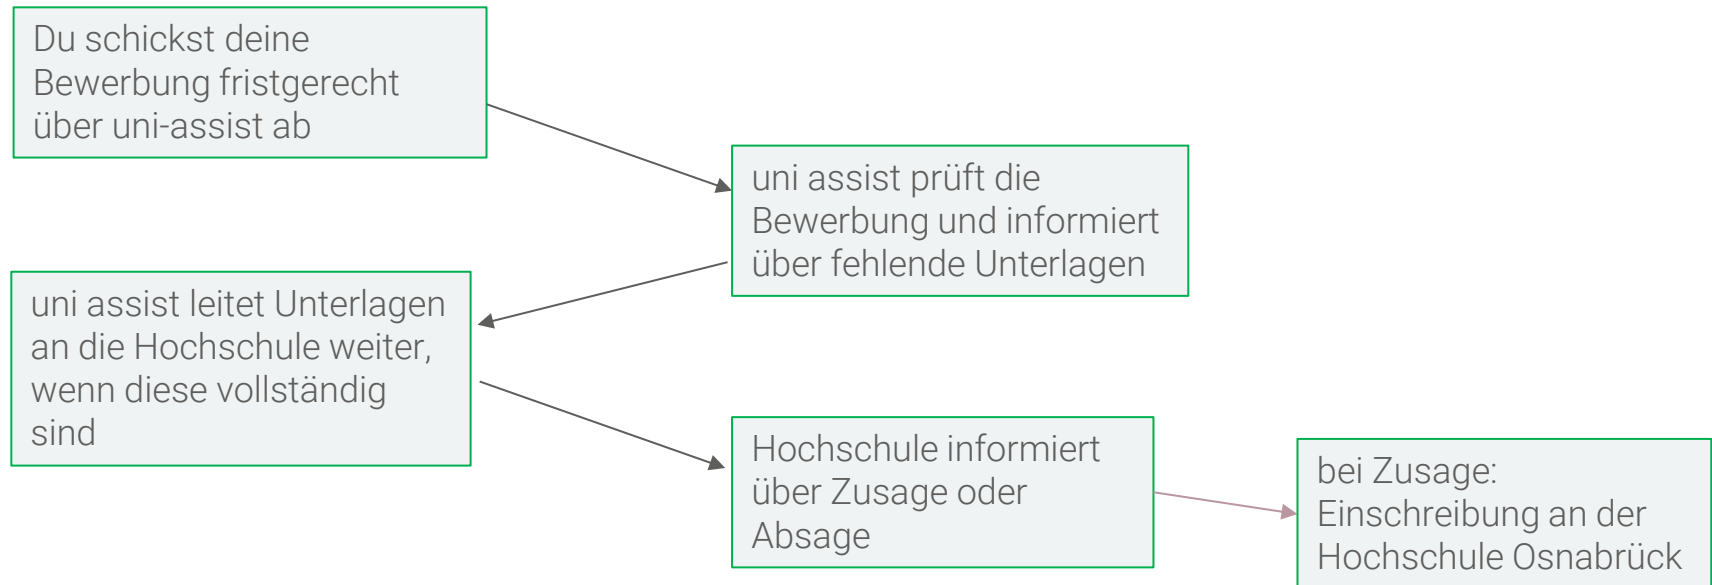 Du schickst deine
Bewerbung fristgerecht
über uni-assist ab
uni assist prüft die
Bewerbung und informiert
über fehlende Unterlagen
uni assist leitet Unterlagen
an die Hochschule weiter,
wenn diese vollständig
sind
Hochschule informiert
über Zusage oder
Absage
bei Zusage:
Einschreibung an der
Hochschule Osnabrück